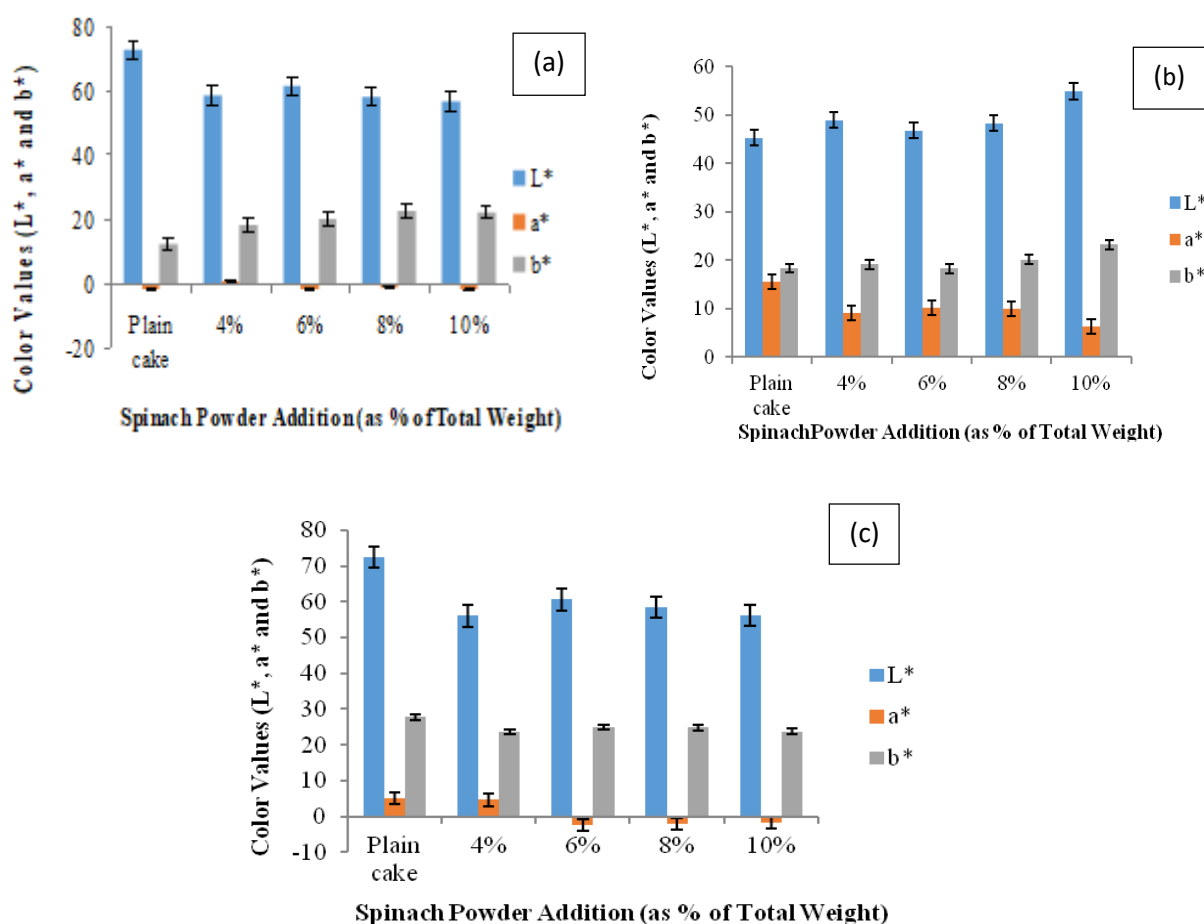 (a)
Color Values (L*, a* and b*)
80
60
40
20
0
-20
Plain cake
4%
6%
8%
10%
L*
a*
b*
Spinach Powder Addition (as % of Total Weight)
(b)
Color Values (L*, a* and b*)
60
50
40
30
20
10
0
Plain cake
4%
6%
8%
10%
L*
a*
b*
SpinachPowder Addition (as % of Total Weight)
(c)
Color Values (L*, a* and b*)
80
70
60
50
40
30
20
10
0
-10
Plain cake
4%
6%
8%
10%
L*
a*
b*
Spinach Powder Addition (as % of Total Weight)